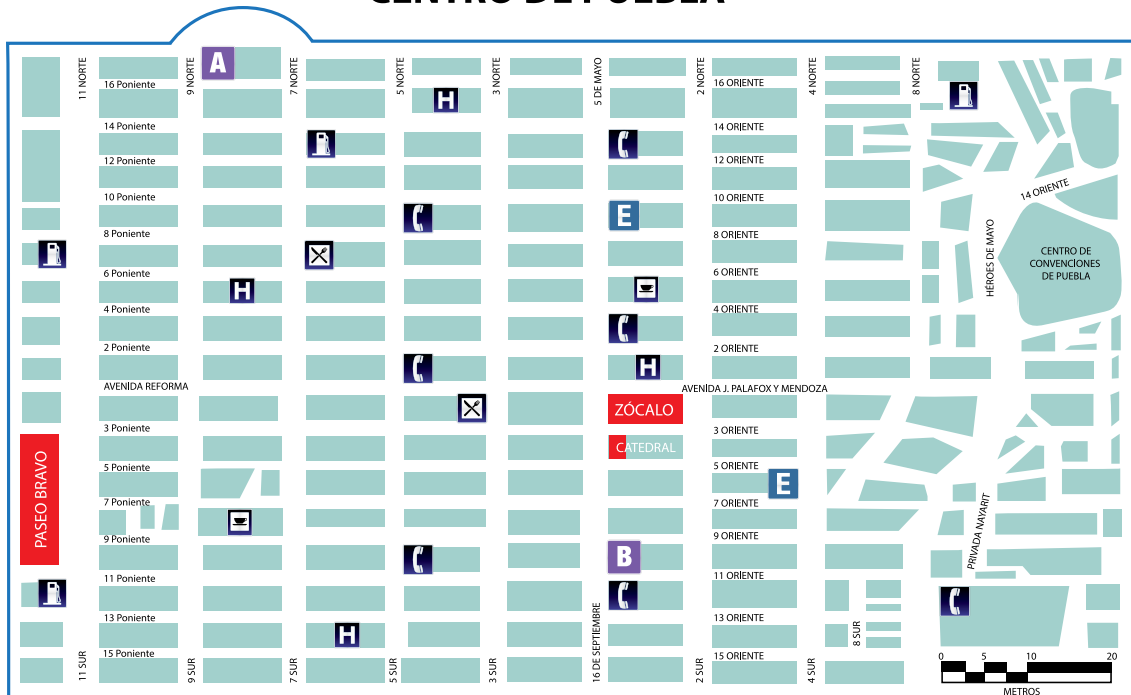 CENTRO DE PUEBLA
11 NORTE
9 NORTE
A
7 NORTE
5 NORTE
3 NORTE
5 DE MAYO
2 NORTE
4 NORTE
8 NORTE
16 Poniente
16 ORIENTE
H
14 Poniente
14 ORIENTE
12 Poniente
12 ORIENTE
14 ORIENTE
10 Poniente
10 ORIENTE
E
8 Poniente
8 ORIENTE
HÉROES DE MAYO
CENTRO DE
CONVENCIONES
DE PUEBLA
6 Poniente
6 ORIENTE
H
4 Poniente
4 ORIENTE
2 Poniente
2 ORIENTE
H
AVENIDA REFORMA
AVENIDA J. PALAFOX Y MENDOZA
ZÓCALO
3 Poniente
3 ORIENTE
CATEDRAL
PASEO BRAVO
5 Poniente
5 ORIENTE
E
7 Poniente
7 ORIENTE
9 Poniente
9 ORIENTE
PRIVADA NAYARIT
B
11 Poniente
11 ORIENTE
13 Poniente
13 ORIENTE
H
15 Poniente
15 ORIENTE
11 SUR
9 SUR
7 SUR
5 SUR
3 SUR
16 DE SEPTIEMBRE
2 SUR
4 SUR
8 SUR
0 5 10 20
METROS